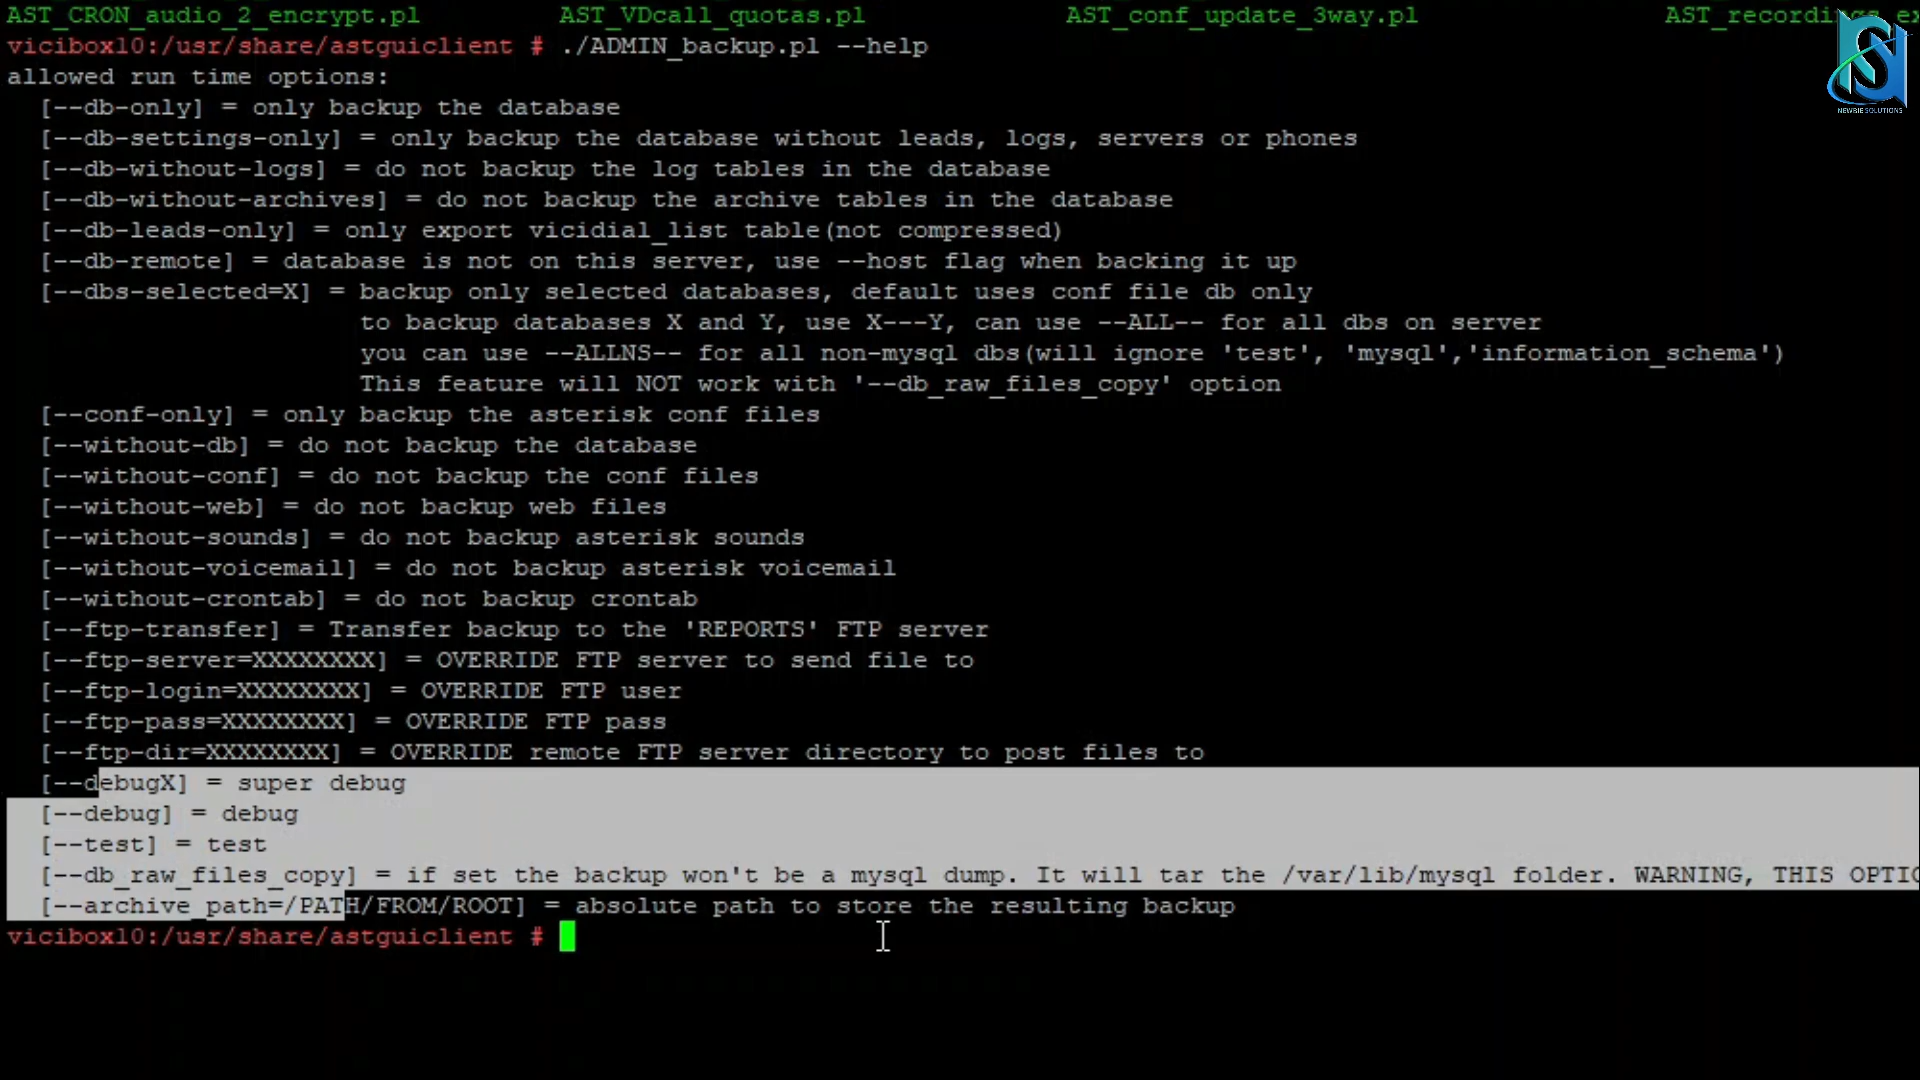 AST_CRON_audio_2_encrypt.pl AST_VDcall_quotas.pl AST_conf_update_3way.pl AST_recordings_ex
vicibox10:/usr/share/astguiclient # ./ADMIN_backup.pl --help
allowed run time options:
[--db-only] = only backup the database
[--db-settings-only] = only backup the database without leads, logs, servers or phones
[--db-without-logs] = do not backup the log tables in the database
[--db-without-archives] = do not backup the archive tables in the database
[--db-leads-only] = only export vicidial_list table(not compressed)
[--db-remote] = database is not on this server, use --host flag when backing it up
[--dbs-selected=X] = backup only selected databases, default uses conf file db only
to backup databases X and Y, use X---Y, can use --ALL-- for all dbs on server
you can use --ALLNS-- for all non-mysql dbs(will ignore 'test', 'mysql','information_schema')
This feature will NOT work with '--db_raw_files_copy' option
[--conf-only] = only backup the asterisk conf files
[--without-db] = do not backup the database
[--without-conf] = do not backup the conf files
[--without-web] = do not backup web files
[--without-sounds] = do not backup asterisk sounds
[--without-voicemail] = do not backup asterisk voicemail
[--without-crontab] = do not backup crontab
[--ftp-transfer] = Transfer backup to the 'REPORTS' FTP server
[--ftp-server=XXXXXXXX] = OVERRIDE FTP server to send file to
[--ftp-login=XXXXXXXX] = OVERRIDE FTP user
[--ftp-pass=XXXXXXXX] = OVERRIDE FTP pass
[--ftp-dir=XXXXXXXX] = OVERRIDE remote FTP server directory to post files to
[--debugX] = super debug
[--debug] = debug
[--test] = test
[--db_raw_files_copy] = if set the backup won't be a mysql dump. It will tar the /var/lib/mysql folder. WARNING, THIS OPTIO
[--archive_path=/PATH/FROM/ROOT] = absolute path to store the resulting backup
vicibox10:/usr/share/astguiclient #
NEWBIE SOLUTIONS